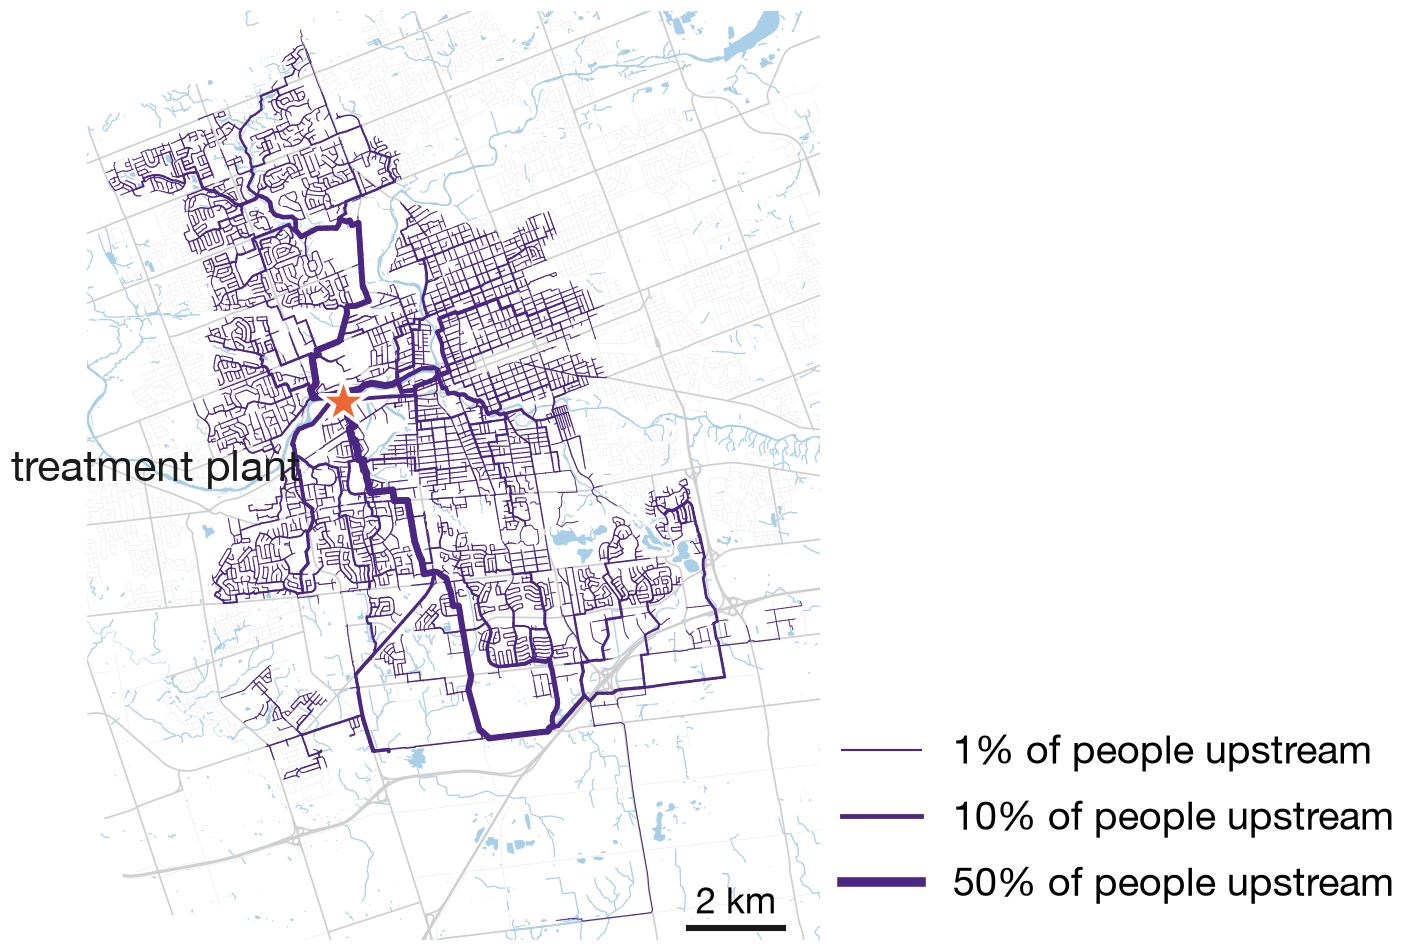 treatment plant
1% of people upstream
10% of people upstream
50% of people upstream
2 km